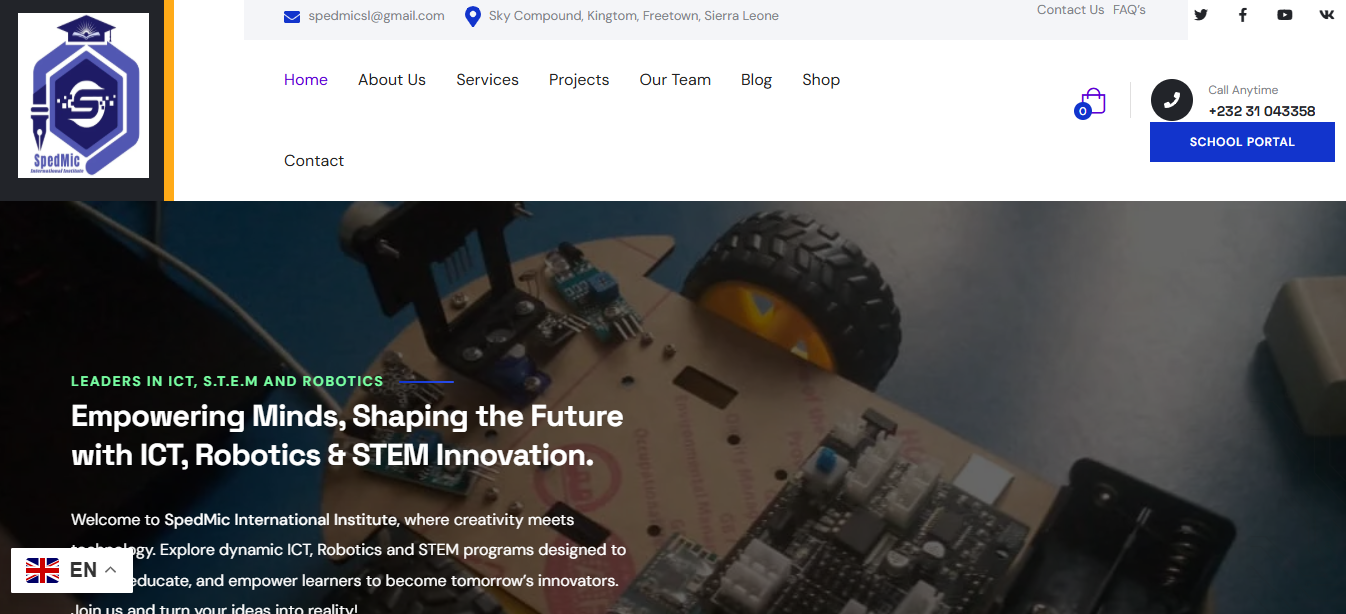 spedmicsl@gmail.com
Sky Compound, Kingtom, Freetown, Sierra Leone
Contact Us FAQ's
SpedMic
International Institute
Home About Us Services Projects Our Team Blog Shop
Contact
0
Call Anytime
+232 31 043358
SCHOOL PORTAL
LEADERS IN ICT, S.T.E.M AND ROBOTICS
Empowering Minds, Shaping the Future
with ICT, Robotics & STEM Innovation.
Welcome to SpedMic International Institute, where creativity meets
technology. Explore dynamic ICT, Robotics and STEM programs designed to
educate, and empower learners to become tomorrow's innovators.
Join us and turn your ideas into reality!
EN